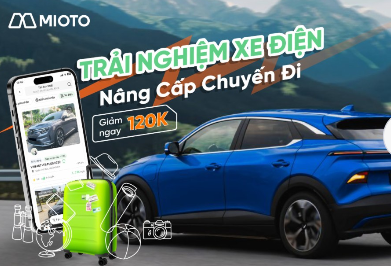 MIOTO
TRẢI NGHIỆM XE ĐIỆN
Nâng Cấp Chuyến Đi
Giảm
ngay 120K